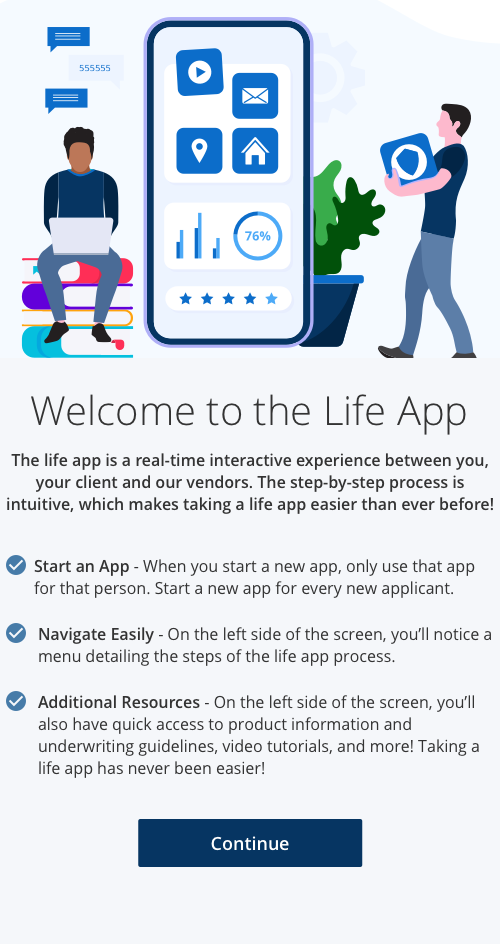 555555
76%
Welcome to the Life App
The life app is a real-time interactive experience between you,
your client and our vendors. The step-by-step process is
intuitive, which makes taking a life app easier than ever before!
Start an App - When you start a new app, only use that app
for that person. Start a new app for every new applicant.
Navigate Easily - On the left side of the screen, you’ll notice a
menu detailing the steps of the life app process.
Additional Resources - On the left side of the screen, you’ll
also have quick access to product information and
underwriting guidelines, video tutorials, and more! Taking a
life app has never been easier!
Continue